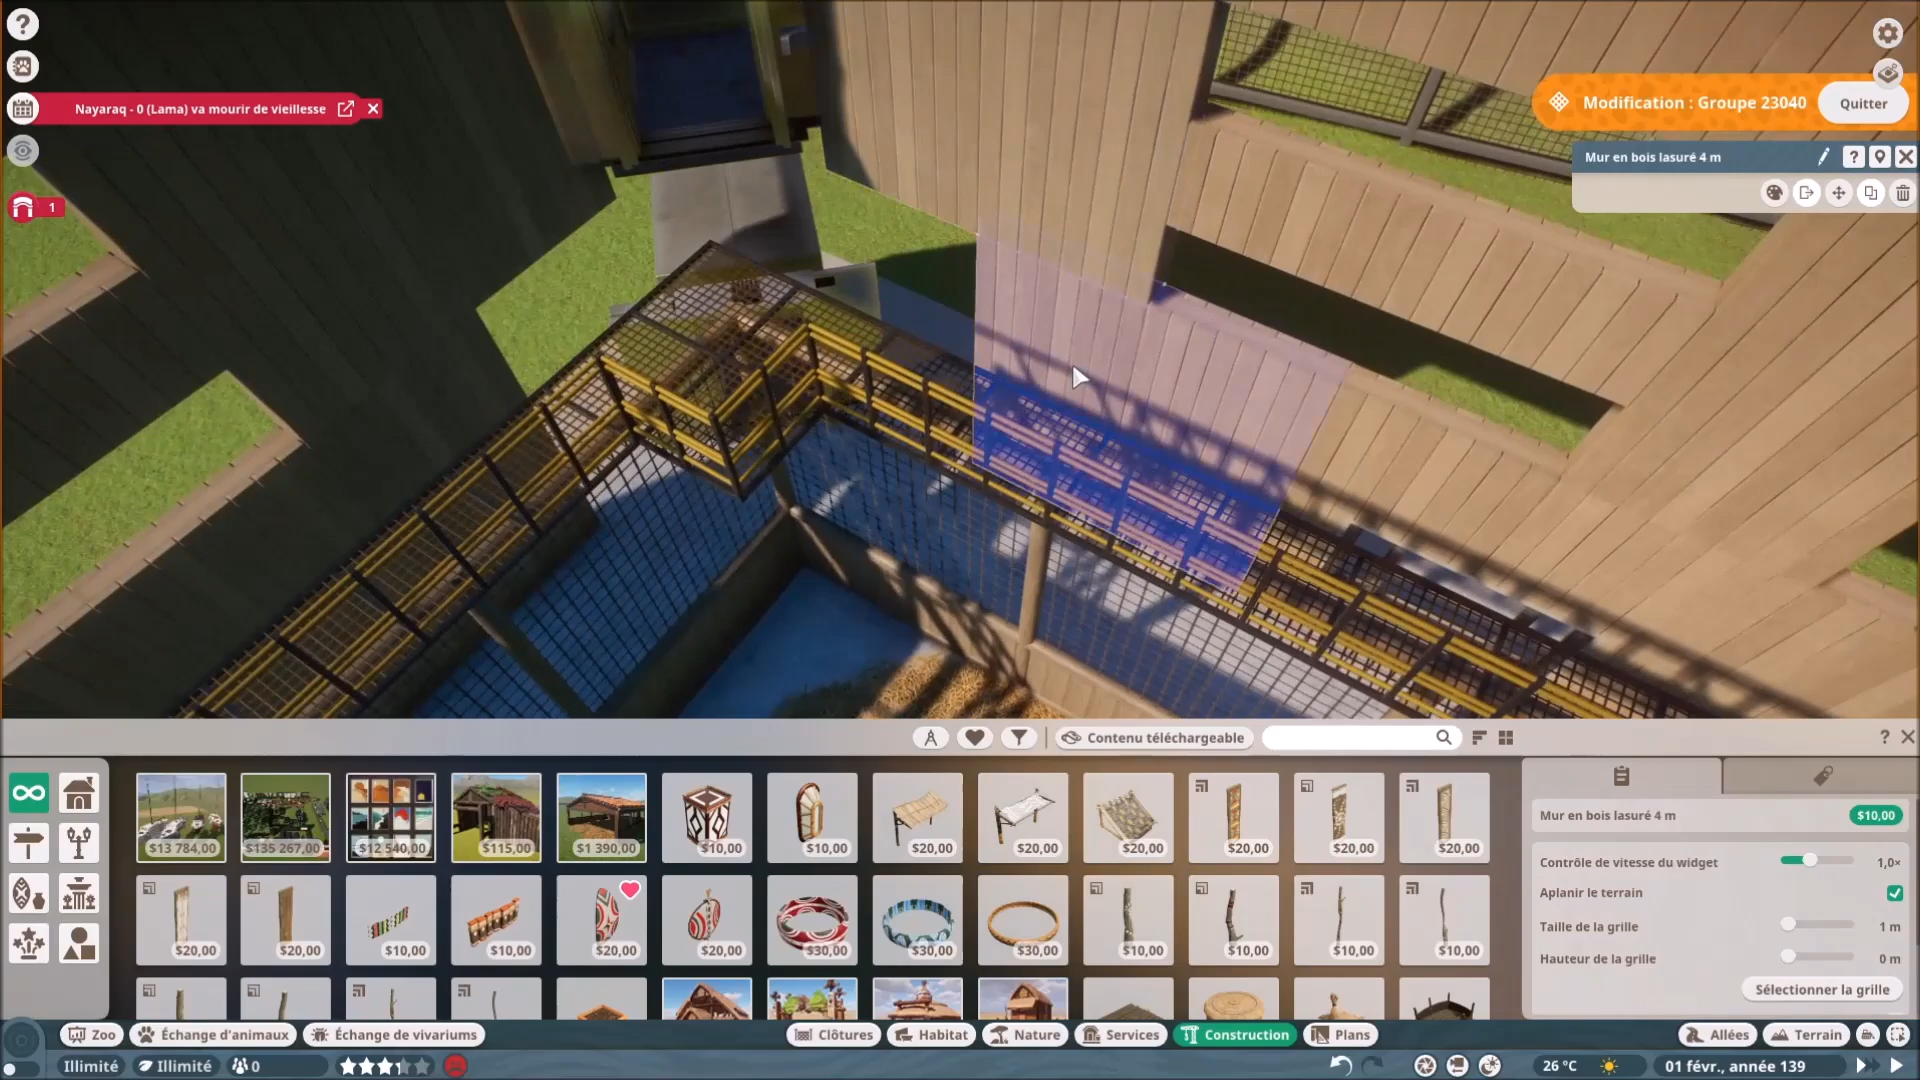 ?
Nayaraq - 0 (Lama) va mourir de vieillesse
1
Modification : Groupe 23040
Quitter
Mur en bois lasuré 4 m
?
Contenu téléchargeable
?
$13 784,00
$135 267,00
$12 540,00
$115,00
$1 390,00
$10,00
$10,00
$20,00
$20,00
$20,00
$20,00
$20,00
$20,00
$20,00
$20,00
$10,00
$10,00
$20,00
$20,00
$30,00
$30,00
$30,00
$10,00
$10,00
$10,00
$10,00
Mur en bois lasuré 4 m
$10,00
Contrôle de vitesse du widget
1,0×
Aplanir le terrain
Taille de la grille
1 m
Hauteur de la grille
0 m
Sélectionner la grille
Zoo
Échange d'animaux
Échange de vivariums
Clôtures
Habitat
Nature
Services
Construction
Plans
Allées
Terrain
Illimité
Illimité
0
26 °C
01 févr., année 139